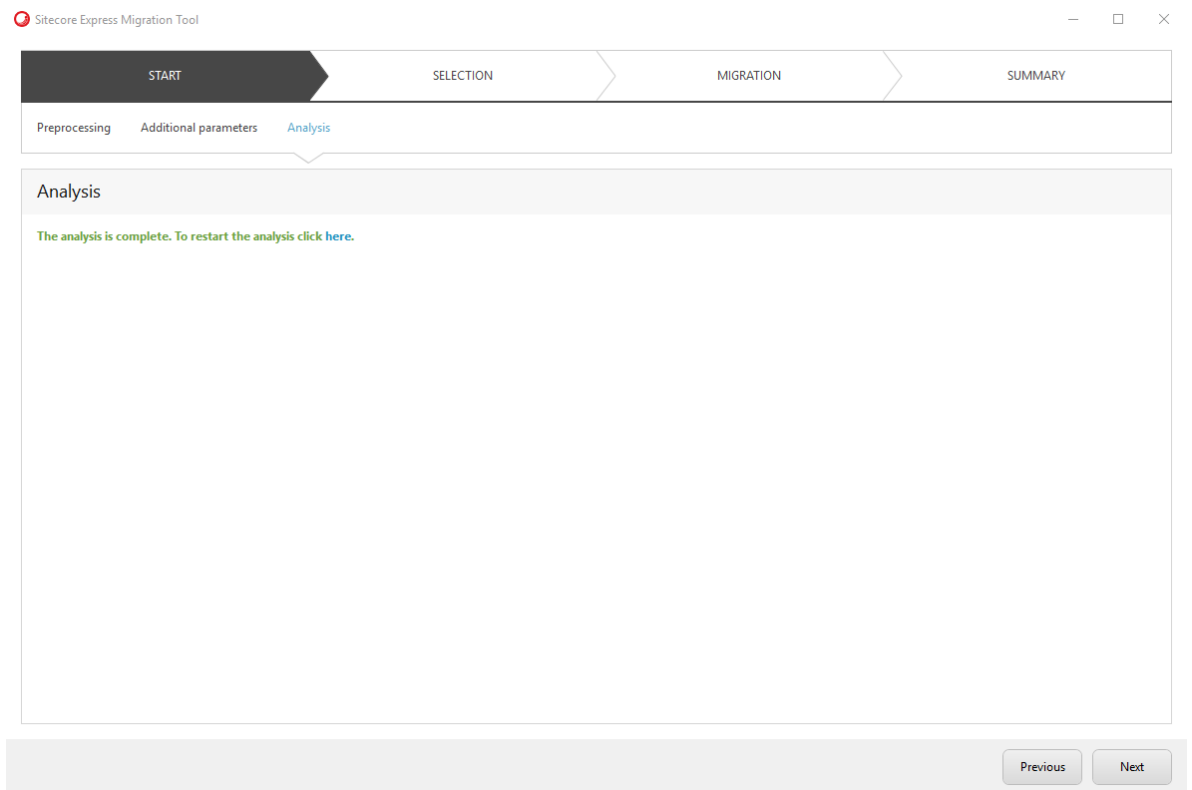 Sitecore Express Migration Tool
START SELECTION MIGRATION SUMMARY
Preprocessing Additional parameters Analysis
Analysis
The analysis is complete. To restart the analysis click here.
Previous Next